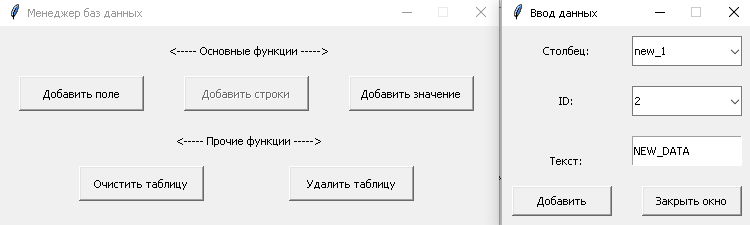 Менеджер баз данных
<----- Основные функции ----->
Добавить поле
Добавить строки
Добавить значение
<----- Прочие функции ----->
Очистить таблицу
Удалить таблицу
Ввод данных
Столбец:
new_1
ID:
2
Текст:
NEW_DATA
Добавить
Закрыть окно